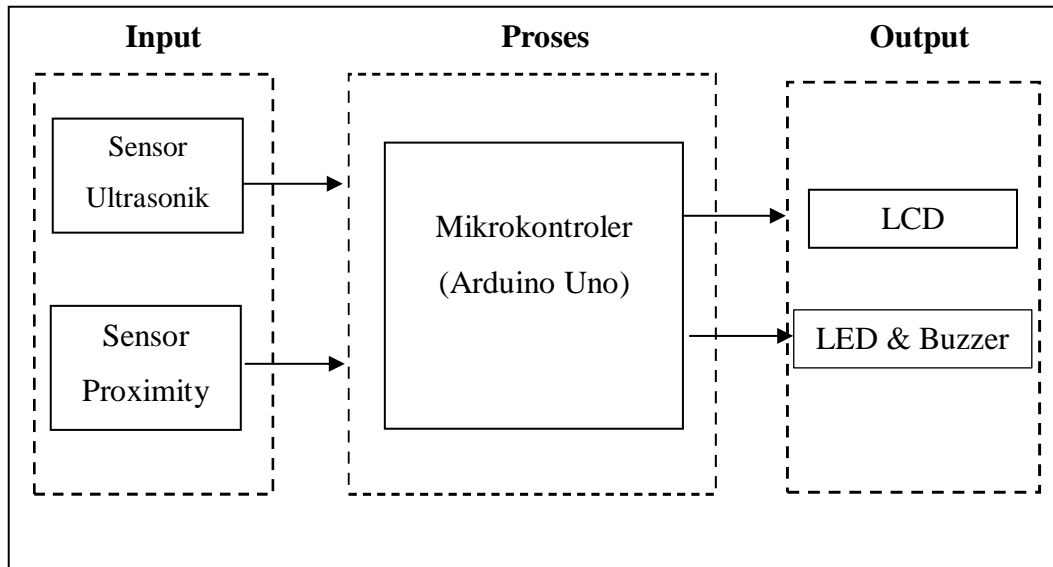 Input
Proses
Output
Sensor
Ultrasonik
Sensor
Proximity
Mikrokontroler
(Arduino Uno)
LCD
LED & Buzzer